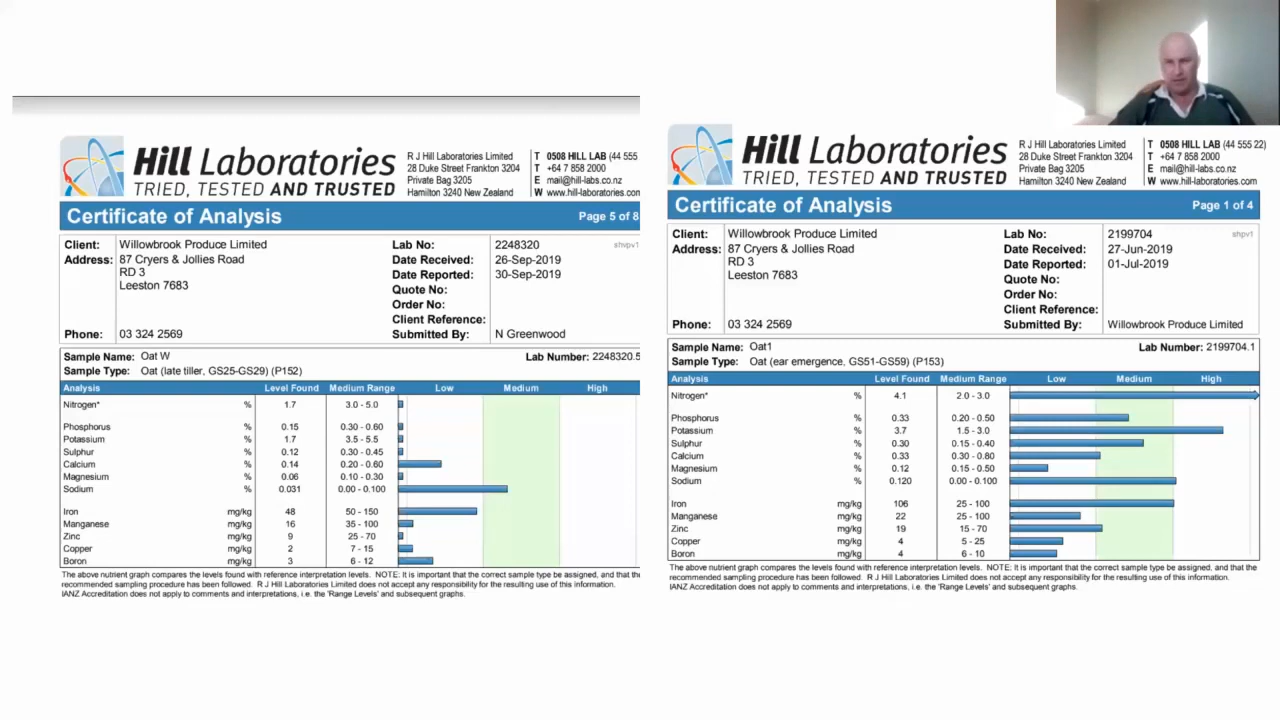 Hill Laboratories
TRIED, TESTED AND TRUSTED
R J Hill Laboratories Limited
28 Duke Street Frankton 3204
Private Bag 3205
Hamilton 3240 New Zealand
T 0508 HILL LAB (44 555
T +64 7 858 2000
E mail@hill-labs.co.nz
W www.hill-laboratories.con
Certificate of Analysis Page 5 of 8
Client: Willowbrook Produce Limited
Address: 87 Cryers & Jollies Road
RD 3
Leeston 7683
Phone: 03 324 2569
Lab No: 2248320 shvpv1
Date Received: 26-Sep-2019
Date Reported: 30-Sep-2019
Quote No:
Order No:
Client Reference:
Submitted By: N Greenwood
Sample Name: Oat W Lab Number: 2248320.5
Sample Type: Oat (late tiller, GS25-GS29) (P152)
Analysis Level Found Medium Range Low Medium High
Nitrogen* % 1.7 3.0 - 5.0
Phosphorus % 0.15 0.30 - 0.60
Potassium % 1.7 3.5 - 5.5
Sulphur % 0.12 0.30 - 0.45
Calcium % 0.14 0.20 - 0.60
Magnesium % 0.06 0.10 - 0.30
Sodium % 0.031 0.00 - 0.100
Iron mg/kg 48 50 - 150
Manganese mg/kg 16 35 - 100
Zinc mg/kg 9 25 - 70
Copper mg/kg 2 7 - 15
Boron mg/kg 3 6 - 12
The above nutrient graph compares the levels found with reference interpretation levels. NOTE: It is important that the correct sample type be assigned, and that the
recommended sampling procedure has been followed. R J Hill Laboratories Limited does not accept any responsibility for the resulting use of this information.
IANZ Accreditation does not apply to comments and interpretations, i.e. the 'Range Levels' and subsequent graphs.
Hill Laboratories
TRIED, TESTED AND TRUSTED
R J Hill Laboratories Limited
28 Duke Street Frankton 3204
Private Bag 3205
Hamilton 3240 New Zealand
T 0508 HILL LAB (44 555 22)
T +64 7 858 2000
E mail@hill-labs.co.nz
W www.hill-laboratories.com
Certificate of Analysis Page 1 of 4
Client: Willowbrook Produce Limited
Address: 87 Cryers & Jollies Road
RD 3
Leeston 7683
Phone: 03 324 2569
Lab No: 2199704 shpv1
Date Received: 27-Jun-2019
Date Reported: 01-Jul-2019
Quote No:
Order No:
Client Reference:
Submitted By: Willowbrook Produce Limited
Sample Name: Oat1 Lab Number: 2199704.1
Sample Type: Oat (ear emergence, GS51-GS59) (P153)
Analysis Level Found Medium Range Low Medium High
Nitrogen* % 4.1 2.0 - 3.0
Phosphorus % 0.33 0.20 - 0.50
Potassium % 3.7 1.5 - 3.0
Sulphur % 0.30 0.15 - 0.40
Calcium % 0.33 0.30 - 0.80
Magnesium % 0.12 0.15 - 0.50
Sodium % 0.120 0.00 - 0.100
Iron mg/kg 106 25 - 100
Manganese mg/kg 22 25 - 100
Zinc mg/kg 19 15 - 70
Copper mg/kg 4 5 - 25
Boron mg/kg 4 6 - 10
The above nutrient graph compares the levels found with reference interpretation levels. NOTE: It is important that the correct sample type be assigned, and that the
recommended sampling procedure has been followed. R J Hill Laboratories Limited does not accept any responsibility for the resulting use of this information.
IANZ Accreditation does not apply to comments and interpretations, i.e. the 'Range Levels' and subsequent graphs.